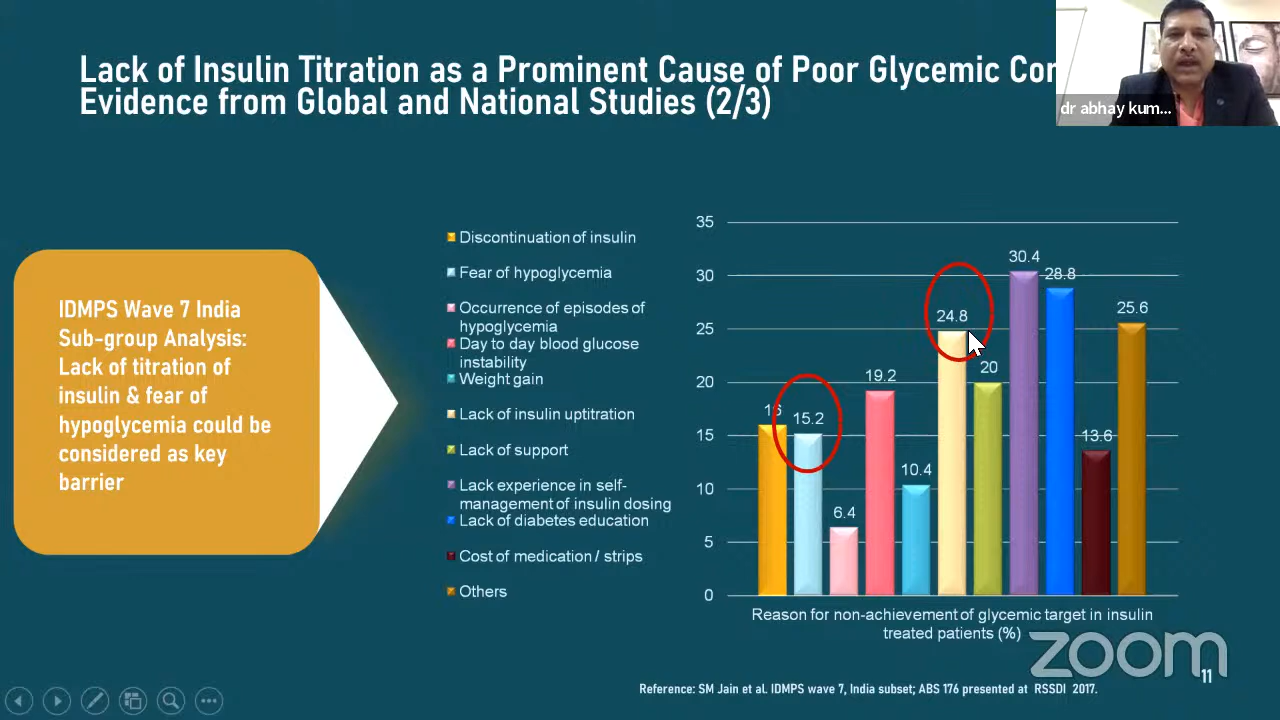 Lack of Insulin Titration as a Prominent Cause of Poor Glycemic
Evidence from Global and National Studies (2/3)
dr abhay kum...
IDMPS Wave 7 India
Sub-group Analysis:
Lack of titration of
insulin & fear of
hypoglycemia could be
considered as key
barrier
Discontinuation of insulin
Fear of hypoglycemia
Occurrence of episodes of
hypoglycemia
Day to day blood glucose
instability
Weight gain
Lack of insulin uptitration
Lack of support
Lack experience in self-
management of insulin dosing
Lack of diabetes education
Cost of medication / strips
Others
35
30
25
20
15
10
5
0
16
15.2
6.4
19.2
10.4
24.8
20
30.4
28.8
13.6
25.6
Reason for non-achievement of glycemic target in insulin
treated patients (%)
zoom
11
Reference: SM Jain et al. IDMPS wave 7, India subset; ABS 176 presented at RSSDI 2017.